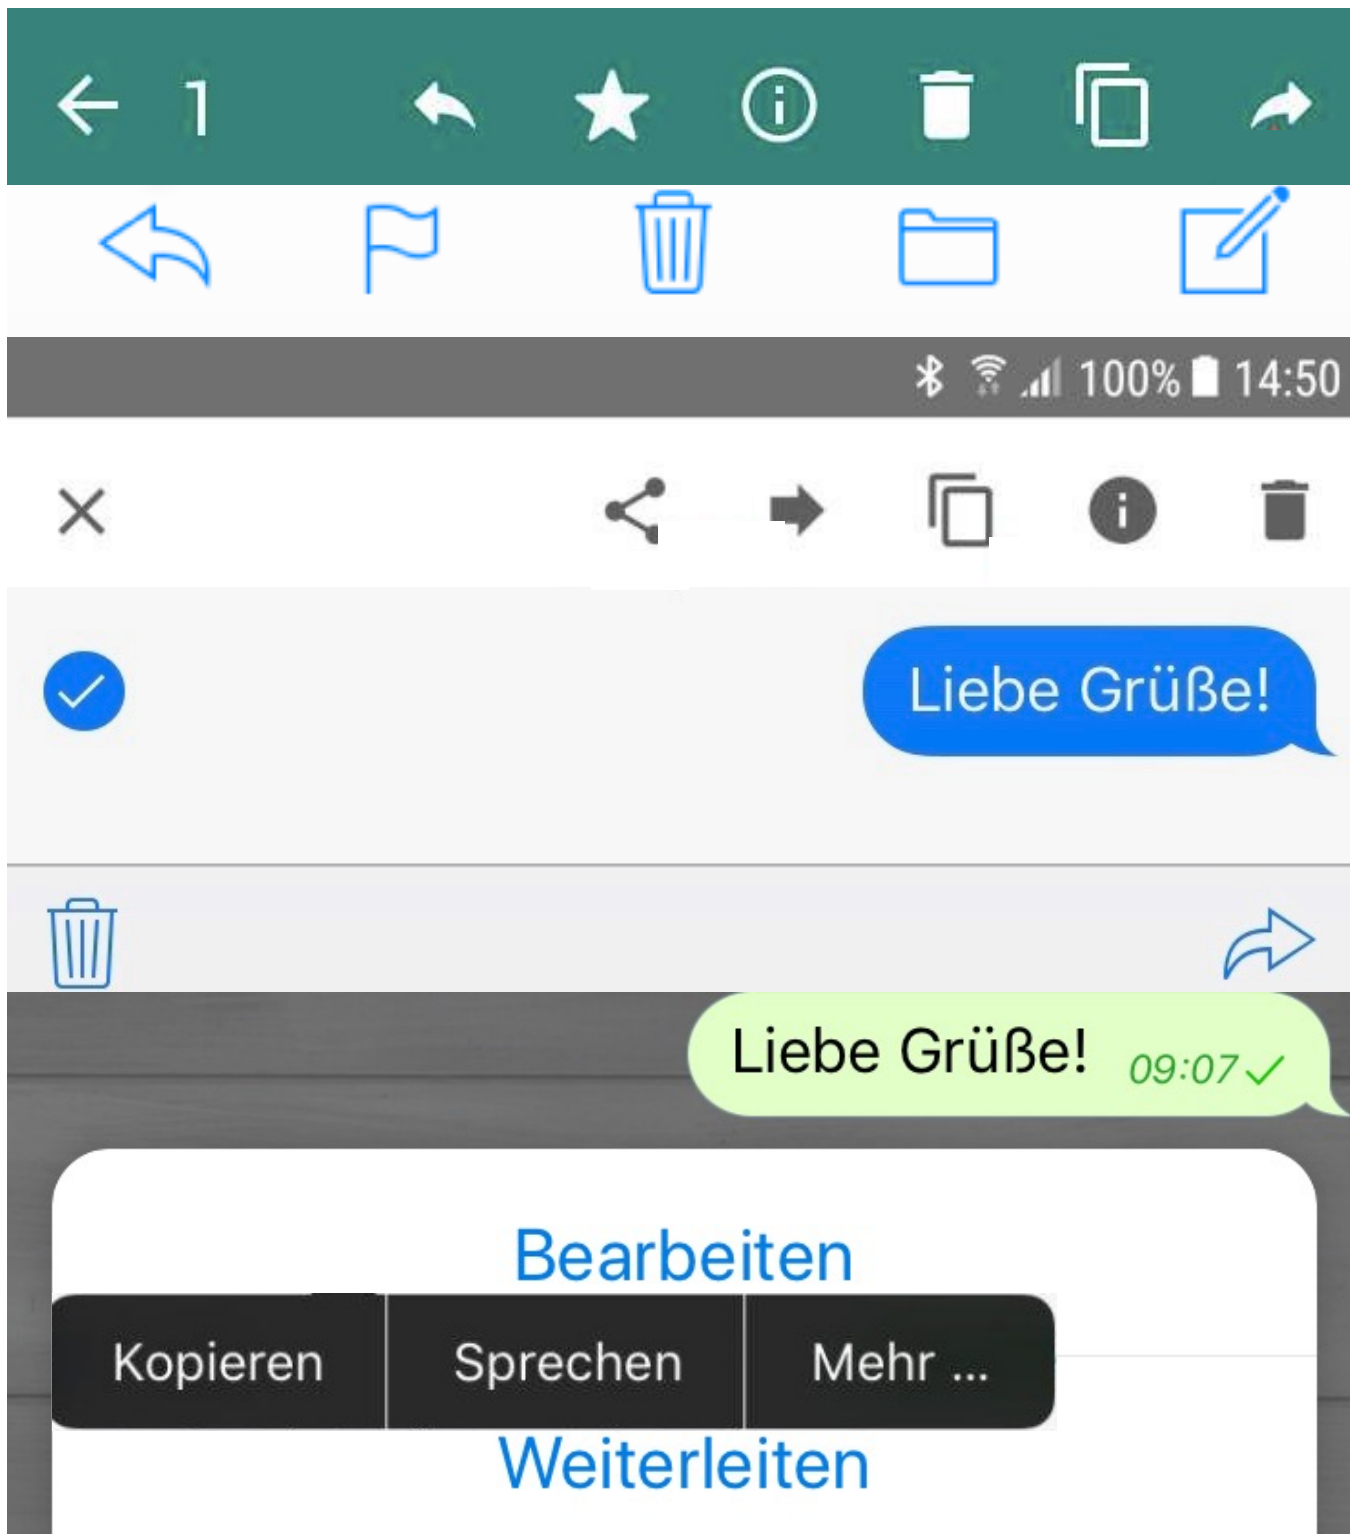 1
100% 14:50
Liebe Grüße!
Liebe Grüße! 09:07
Bearbeiten
Kopieren Sprechen Mehr ...
Weiterleiten